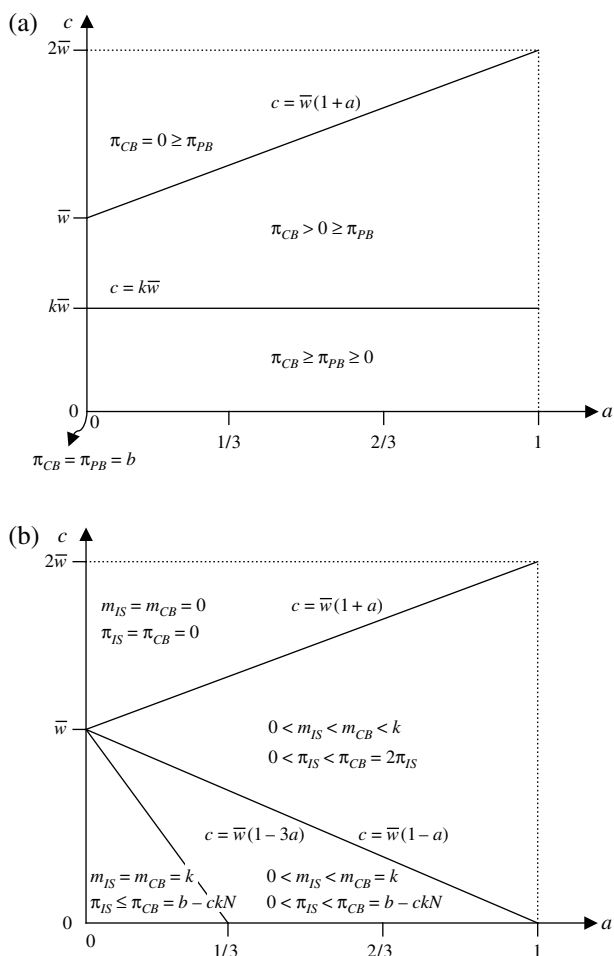 (a)
c
2w̅
c = w̅(1 + a)
π_CB = 0 ≥ π_PB
w̅
π_CB > 0 ≥ π_PB
c = kw̅
kw̅
π_CB ≥ π_PB ≥ 0
0
0
a
1/3
2/3
1
π_CB = π_PB = b
(b)
c
2w̅
m_IS = m_CB = 0
c = w̅(1 + a)
π_IS = π_CB = 0
w̅
0 < m_IS < m_CB < k
0 < π_IS < π_CB = 2π_IS
c = w̅(1 – 3a)
c = w̅(1 – a)
m_IS = m_CB = k
0 < m_IS < m_CB = k
π_IS ≤ π_CB = b – ckN
0 < π_IS < π_CB = b – ckN
0
a
0
1/3
2/3
1